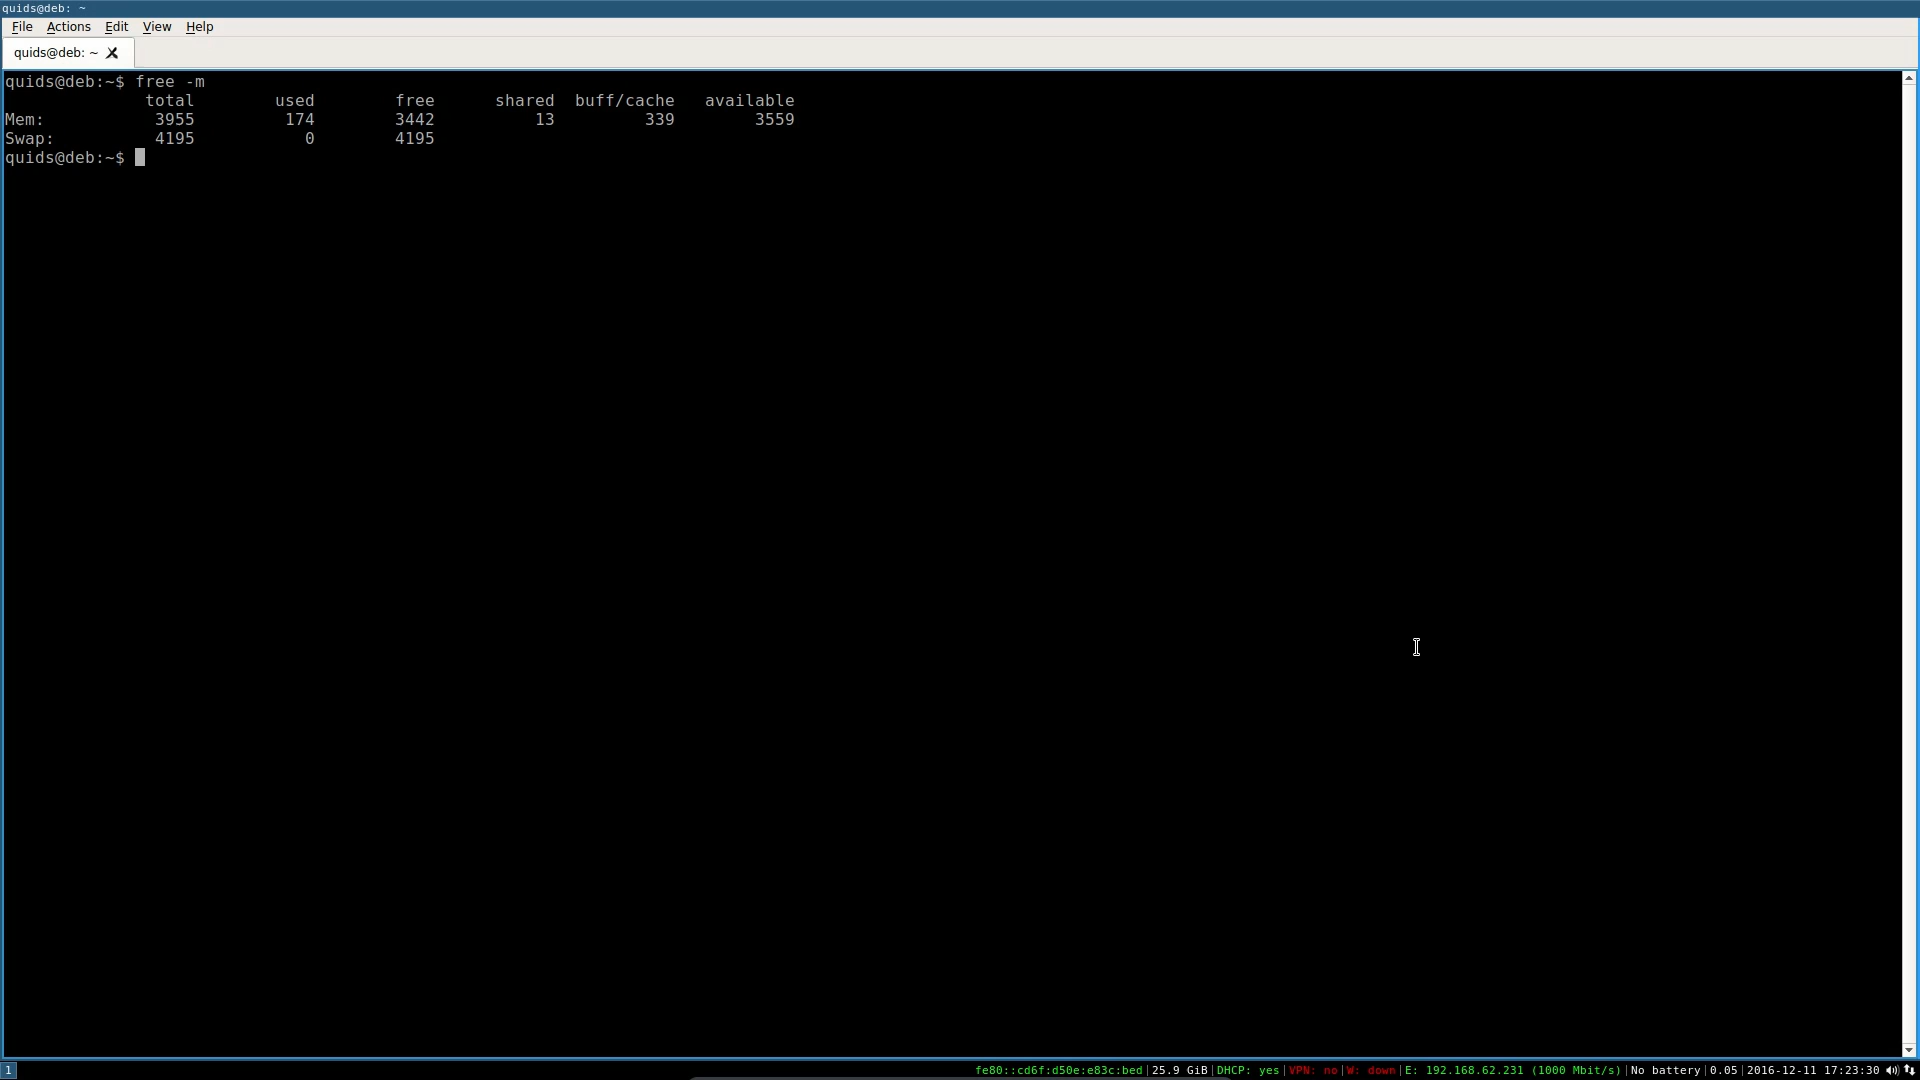 quids@deb: ~
File Actions Edit View Help
quids@deb: ~
quids@deb:~$ free -m
              total        used        free      shared  buff/cache   available
Mem:           3955         174        3442          13         339        3559
Swap:          4195           0        4195
quids@deb:~$
1 fe80::cd6f:d50e:e83c:bed|25.9 GiB|DHCP: yes|VPN: no|W: down|E: 192.168.62.231 (1000 Mbit/s)|No battery|0.05|2016-12-11 17:23:30